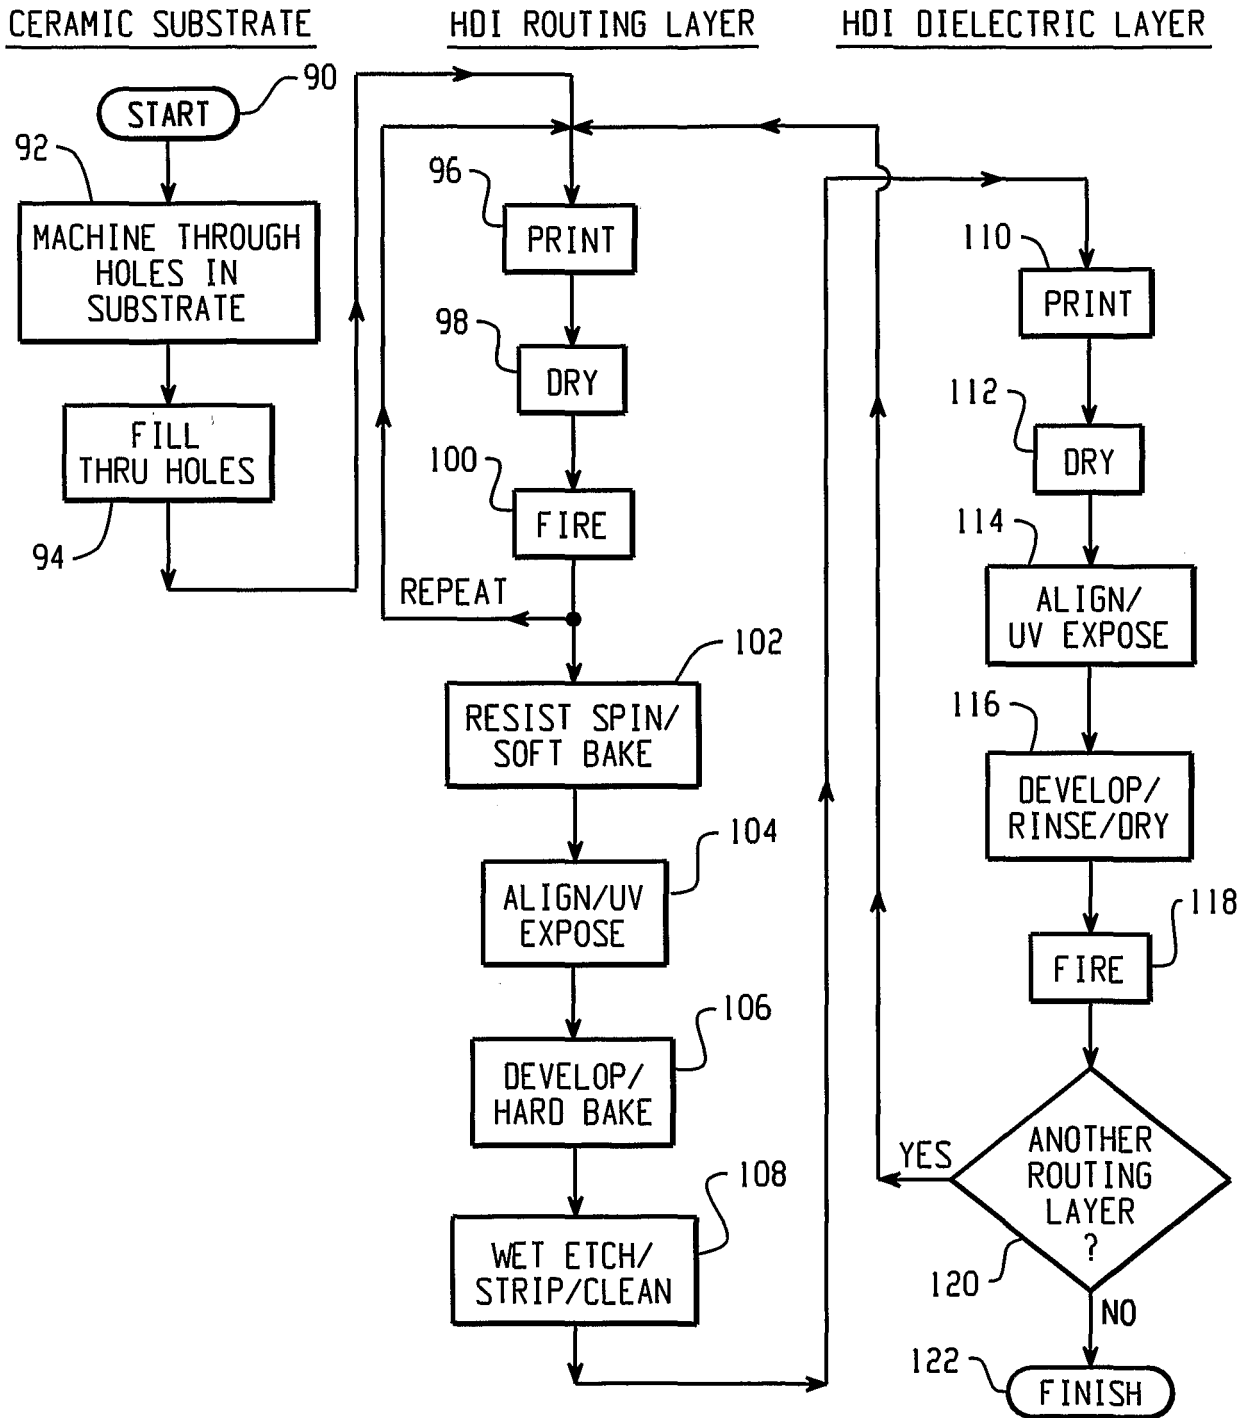 CERAMIC SUBSTRATE
START
90
92
MACHINE THROUGH
HOLES IN
SUBSTRATE
FILL
THRU HOLES
94
HDI ROUTING LAYER
96
PRINT
98
DRY
100
FIRE
REPEAT
102
RESIST SPIN/
SOFT BAKE
104
ALIGN/UV
EXPOSE
106
DEVELOP/
HARD BAKE
108
WET ETCH/
STRIP/CLEAN
HDI DIELECTRIC LAYER
110
PRINT
112
DRY
114
ALIGN/
UV EXPOSE
116
DEVELOP/
RINSE/DRY
118
FIRE
YES
ANOTHER
ROUTING
LAYER
?
120
NO
122
FINISH